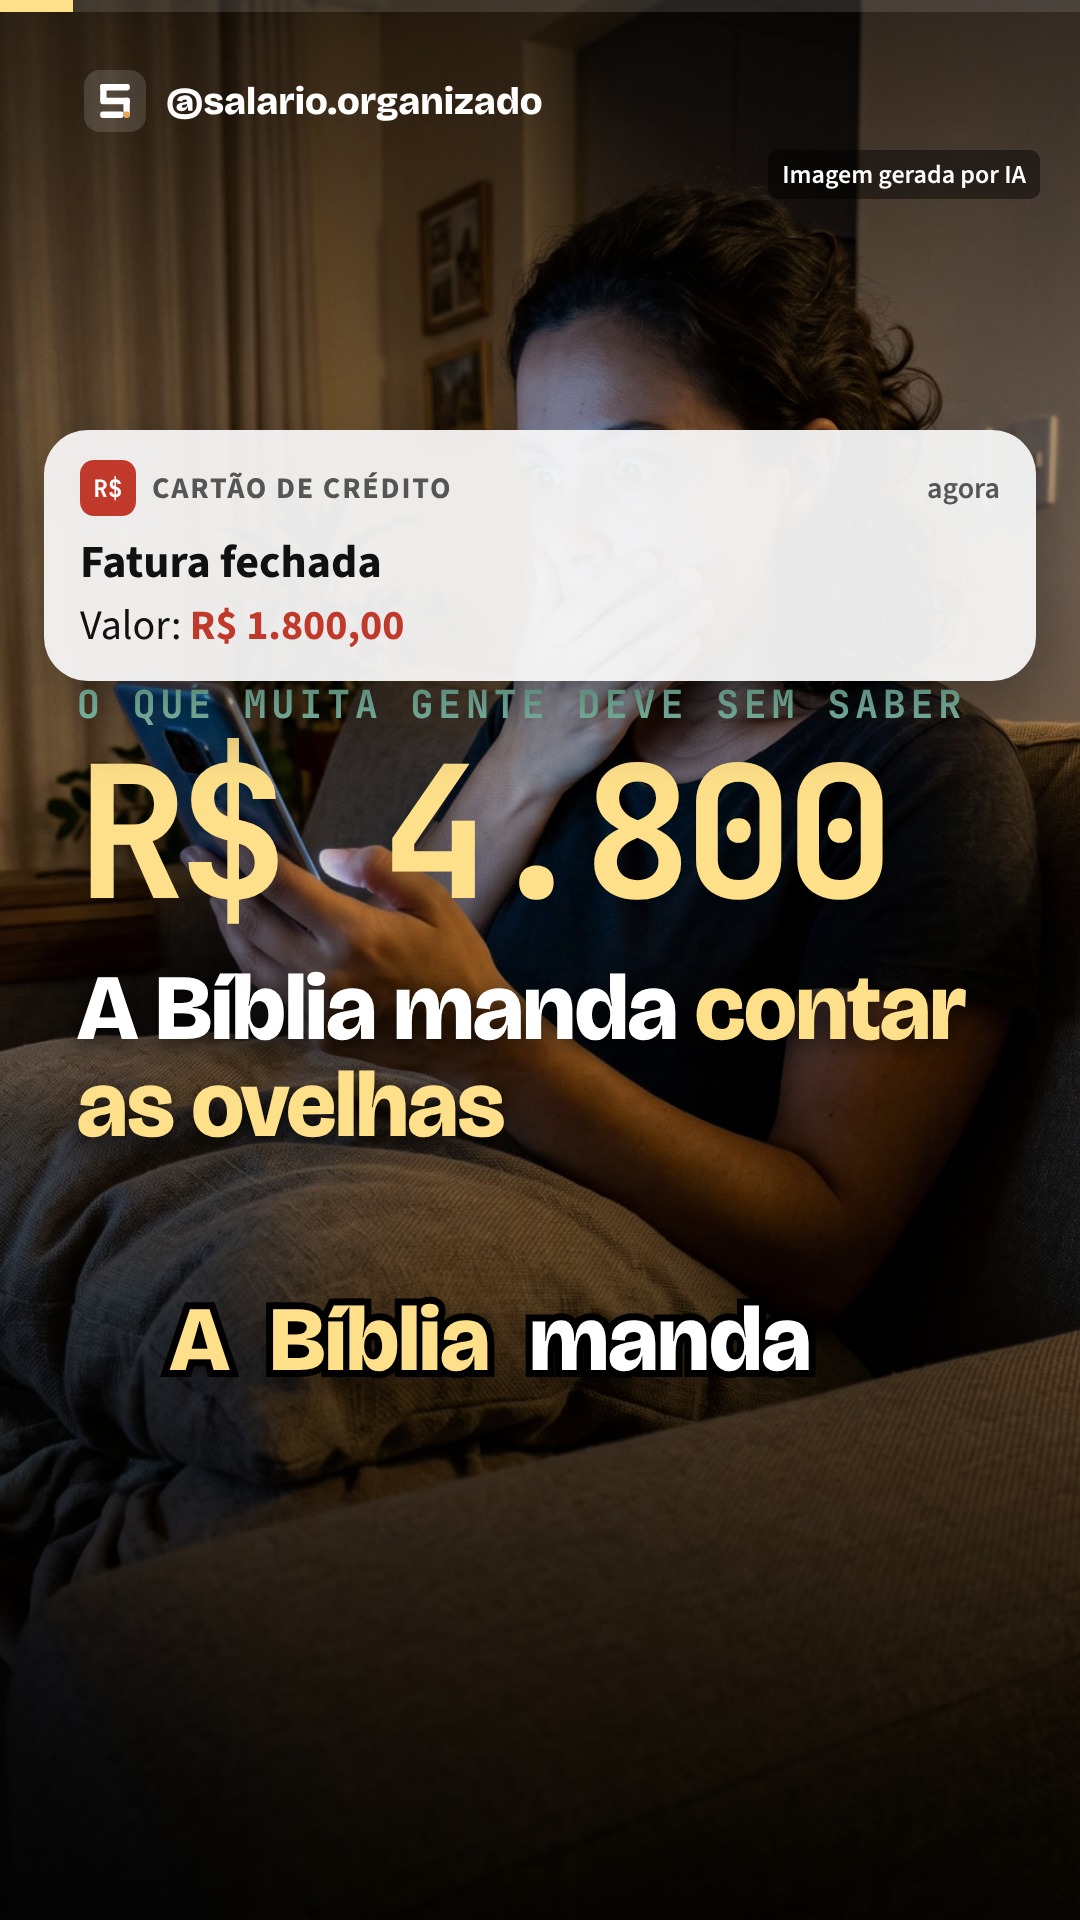 @salario.organizado
Imagem gerada por IA
R$ CARTÃO DE CRÉDITO agora
Fatura fechada
Valor: R$ 1.800,00
O QUE MUITA GENTE DEVE SEM SABER
R$ 4.800
A Bíblia manda contar
as ovelhas
A Bíblia manda